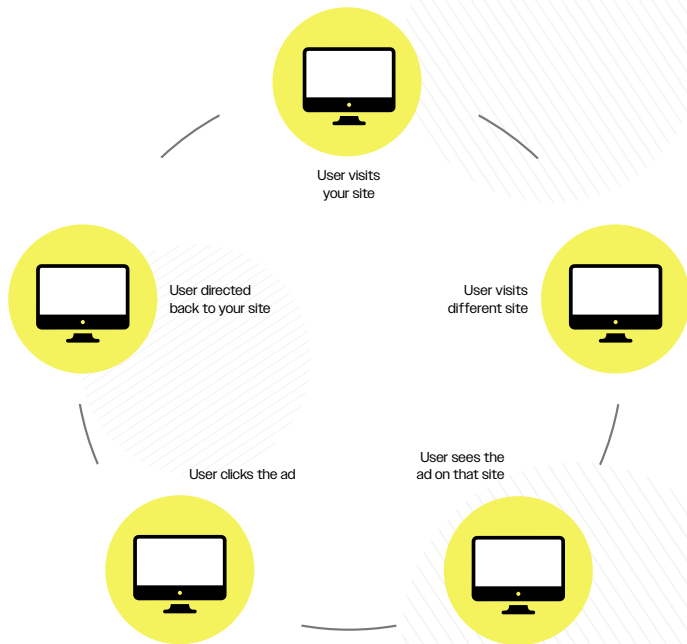 User visits
your site
User visits
different site
User sees the
ad on that site
User clicks the ad
User directed
back to your site